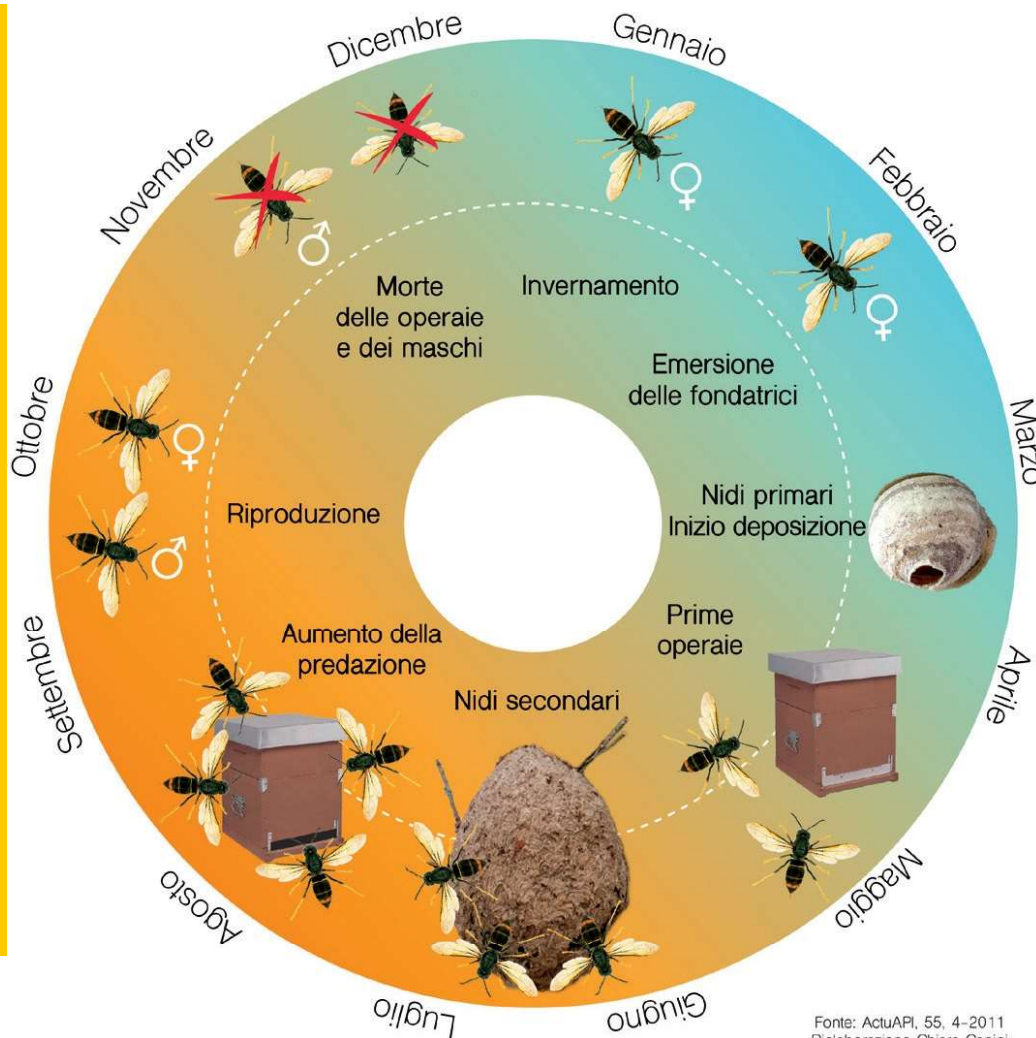 Dicembre
Gennaio
Novembre
Febbraio
Morte
delle operaie
e dei maschi
Invernamento
Emersione
delle fondatrici
Ottobre
Marzo
Riproduzione
Nidi primari
Inizio deposizione
Prime
operaie
Aumento della
predazione
Nidi secondari
Settembre
Aprile
Agosto
Maggio
Luglio
Giugno
Fonte: ActuAPI, 55, 4-2011